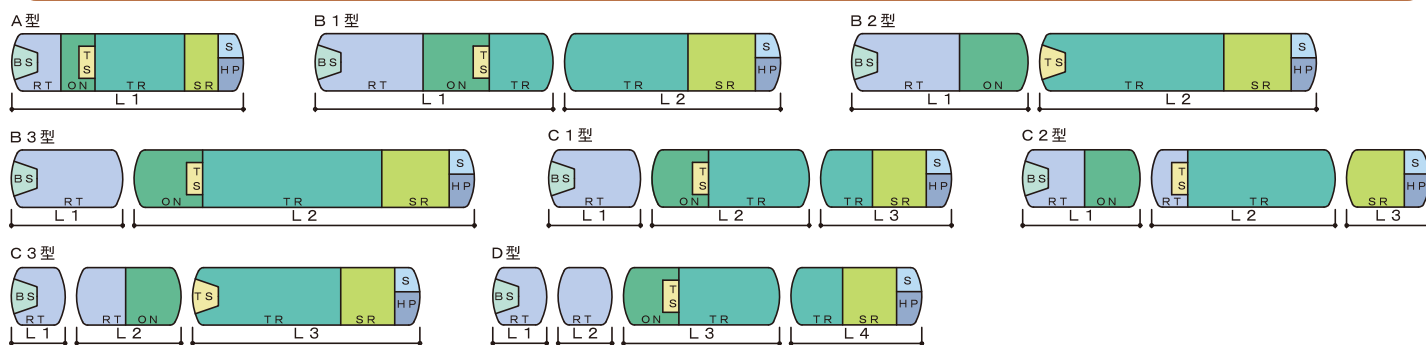 A型 B1型 B2型
BS RT ON TS TR SR S HP BS RT ON TS TR TR SR S HP BS RT ON TS TR SR S HP
L1 L1 L2 L1 L2
B3型 C1型 C2型
BS RT ON TS TR SR S HP BS RT ON TS TR TR SR S HP BS RT ON RT TS TR SR S HP
L1 L2 L1 L2 L3 L1 L2 L3
C3型 D型
BS RT RT ON TS TR SR S HP BS RT RT ON TS TR TR SR S HP
L1 L2 L3 L1 L2 L3 L4